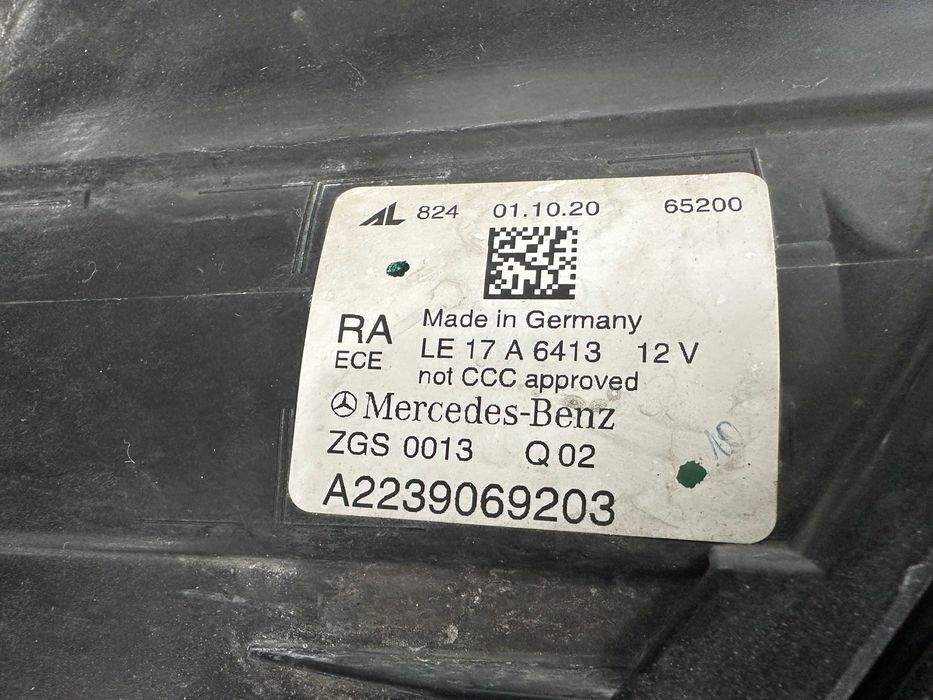 AL 824 01.10.20 65200
Made in Germany
RA LE 17 A 6413 12 V
ECE not CCC approved
Mercedes-Benz
ZGS 0013 Q 02
A2239069203